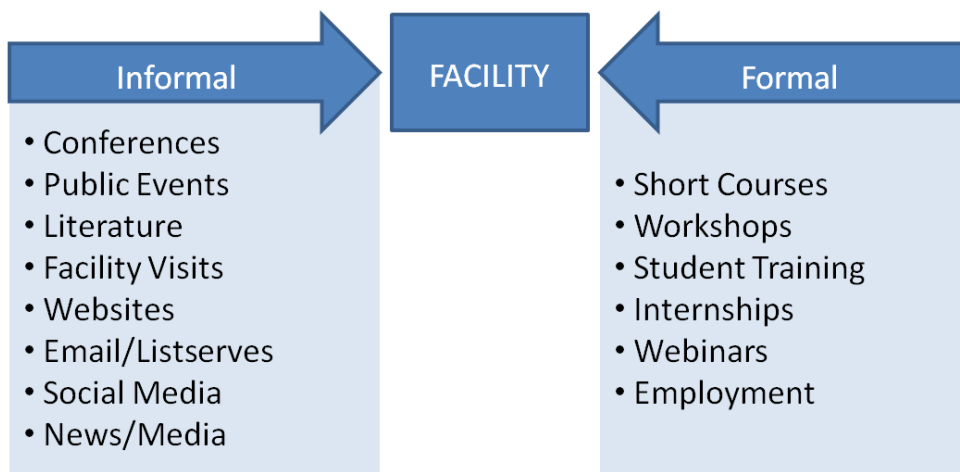 Informal
FACILITY
Formal
• Conferences
• Public Events
• Literature
• Facility Visits
• Websites
• Email/Listserves
• Social Media
• News/Media
• Short Courses
• Workshops
• Student Training
• Internships
• Webinars
• Employment